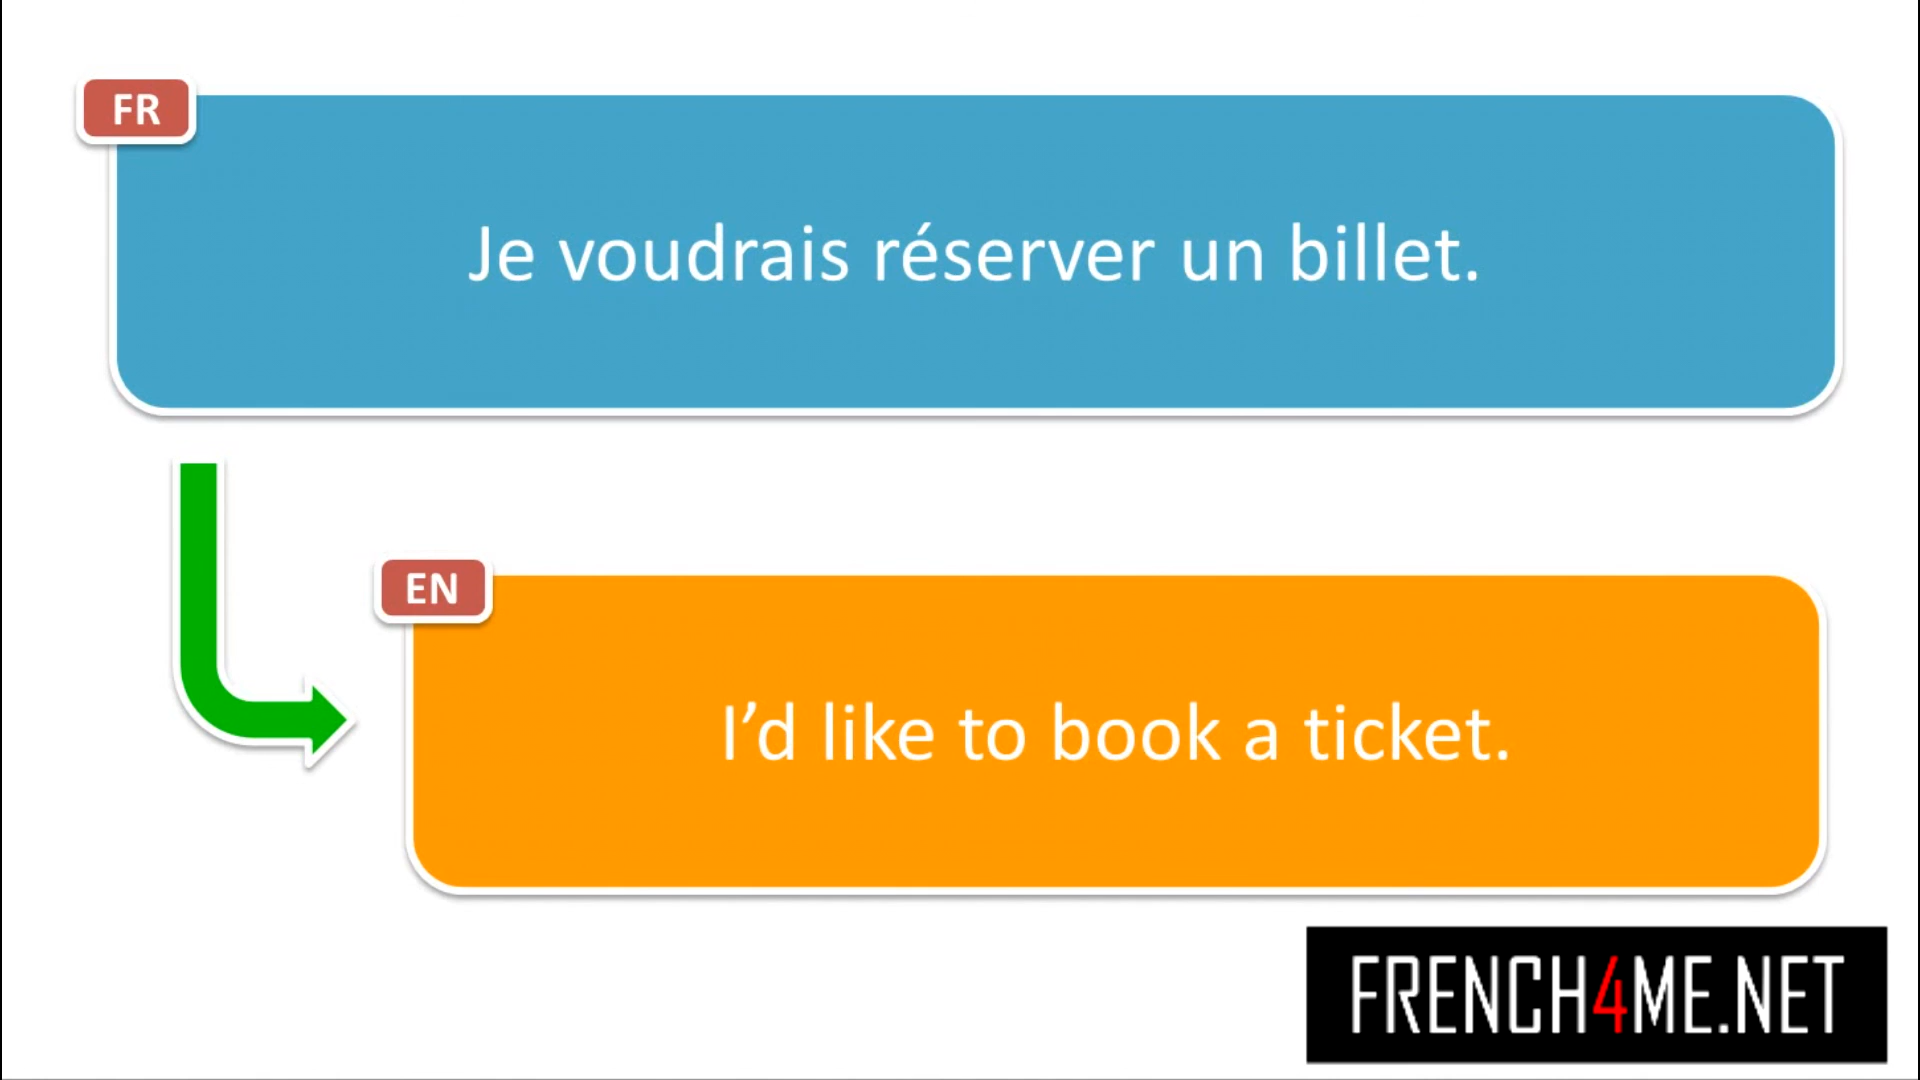 FR
Je voudrais réserver un billet.
EN
I’d like to book a ticket.
FRENCH4ME.NET